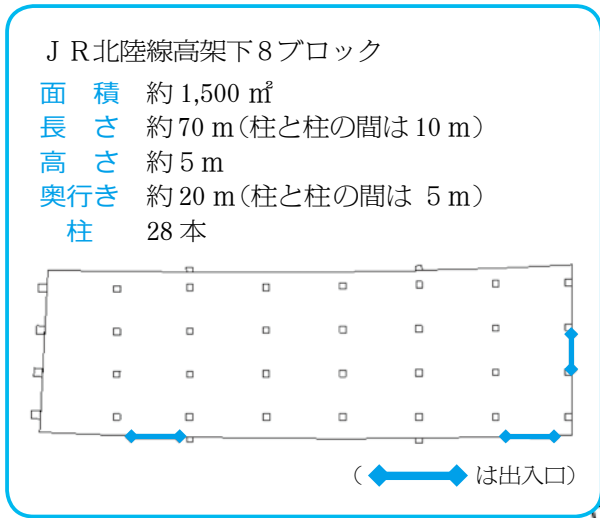 ＪＲ北陸線高架下８ブロック
面　積　約 1,500 ㎡
長　さ　約 70 m（柱と柱の間は 10 m）
高　さ　約 5 m
奥行き　約 20 m（柱と柱の間は 5 m）
柱　28 本
（ は出入口）